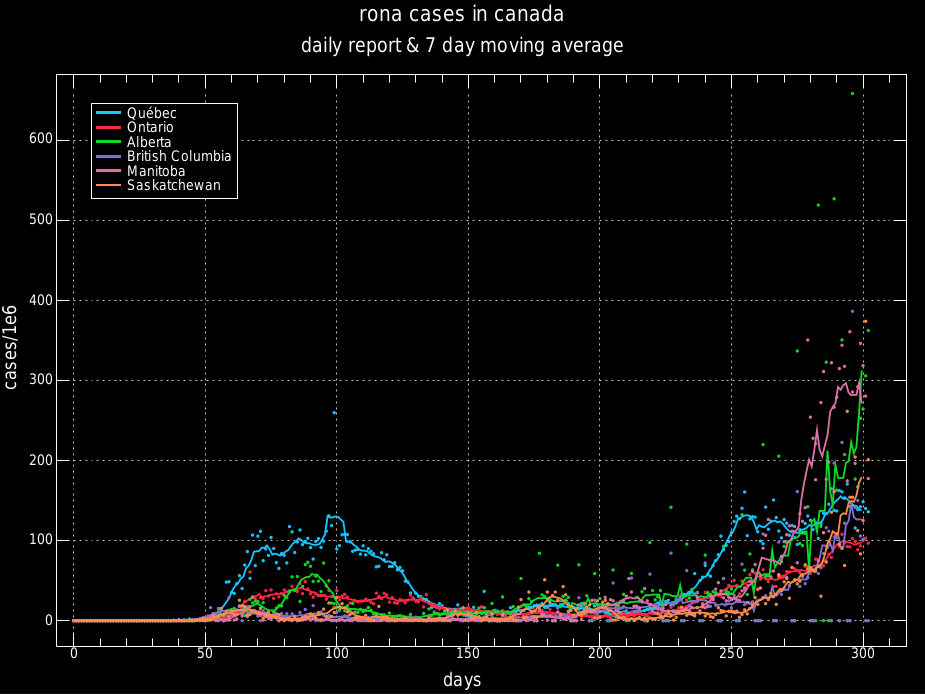 rona cases in canada
daily report & 7 day moving average
Québec
Ontario
Alberta
British Columbia
Manitoba
Saskatchewan
600
500
400
300
200
100
0
cases/1e6
0 50 100 150 200 250 300
days